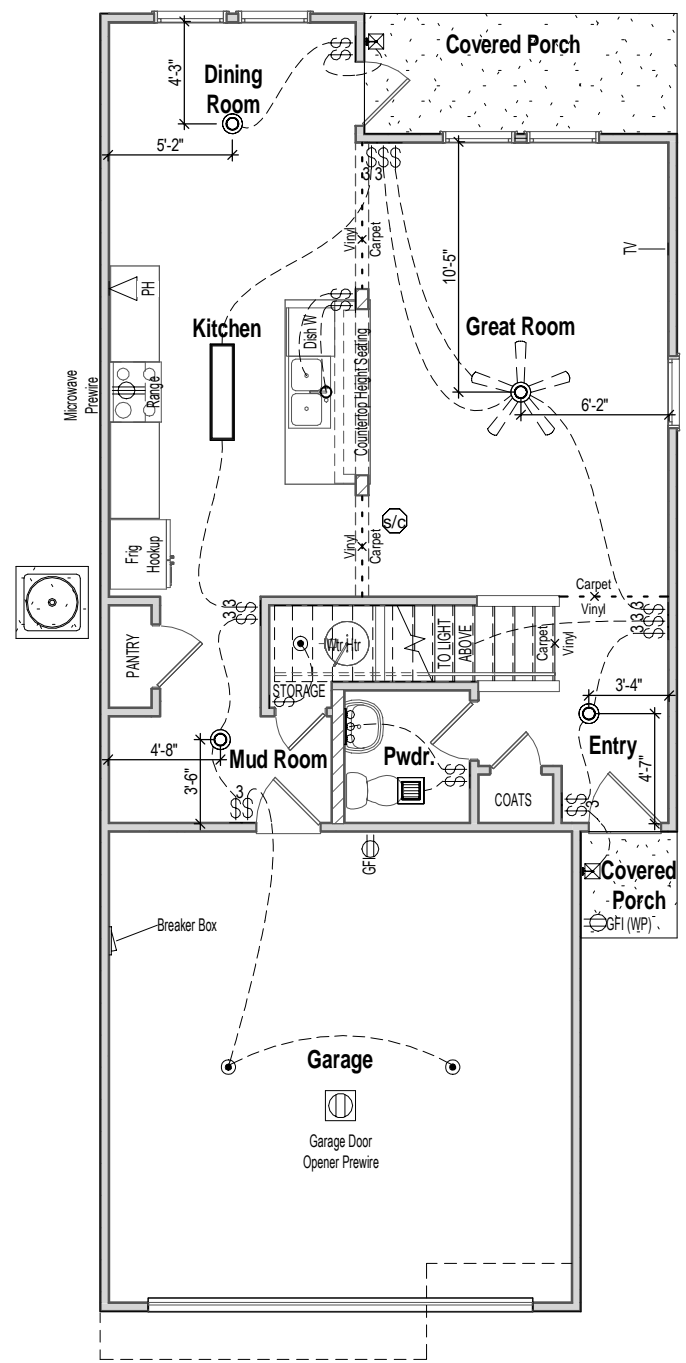 Covered Porch
4'-3"
Dining
Room
5'-2"
$$
$$$
3 3
Vinyl
Carpet
10'-5"
TV
PH
Kitchen
Great Room
Dish W
$$
Countertop Height Seating
Microwave
Prewire
Range
6'-2"
Frig
Hookup
s/c
Vinyl
Carpet
Carpet
Vinyl
3 3
$$
3 3 3
$$$
$$$
3 3
PANTRY
Wtr Htr
TO LIGHT
ABOVE
Carpet
Vinyl
STORAGE
$$
3'-4"
4'-8"
3'-6"
Mud Room
Pwdr.
Entry
4'-7"
3
$$
$$
COATS
$$
3
GFI
Covered
Porch
GFI (WP)
Breaker Box
Garage
Garage Door
Opener Prewire